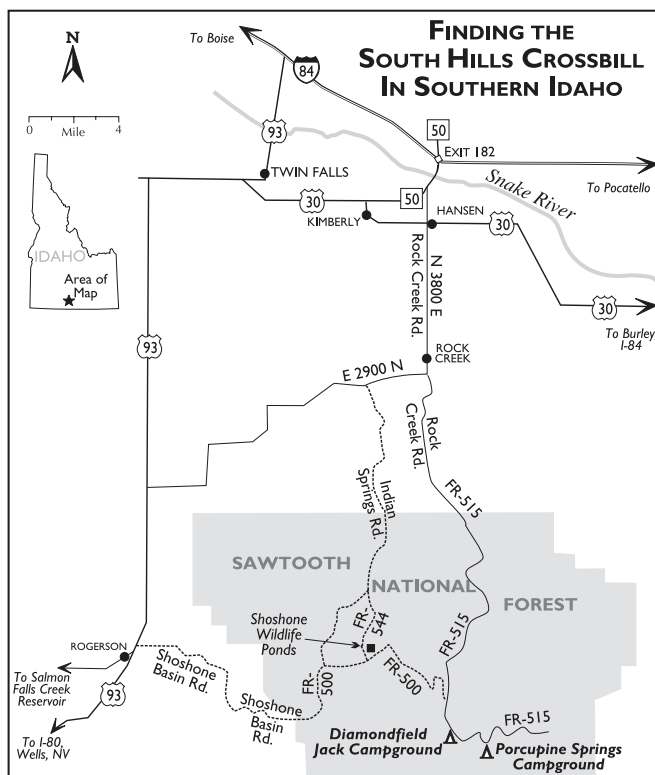 FINDING THE
SOUTH HILLS CROSSBILL
IN SOUTHERN IDAHO
N
0 Mile 4
To Boise
84
50
EXIT 182
93
TWIN FALLS
Snake River
To Pocatello
30
50
KIMBERLY
HANSEN
30
IDAHO
Area of
Map
N 3800 E
Rock Creek Rd.
30
To Burley,
I-84
93
ROCK
CREEK
E 2900 N
Rock
Creek Rd.
Indian
Springs Rd.
FR-515
SAWTOOTH
NATIONAL
FOREST
Shoshone
Wildlife
Ponds
FR-
544
FR-515
ROGERSON
Shoshone
Basin Rd.
FR-
500
FR-500
To Salmon
Falls Creek
Reservoir
93
Shoshone
Basin
Rd.
FR-515
To I-80,
Wells, NV
Diamondfield
Jack Campground
Porcupine Springs
Campground